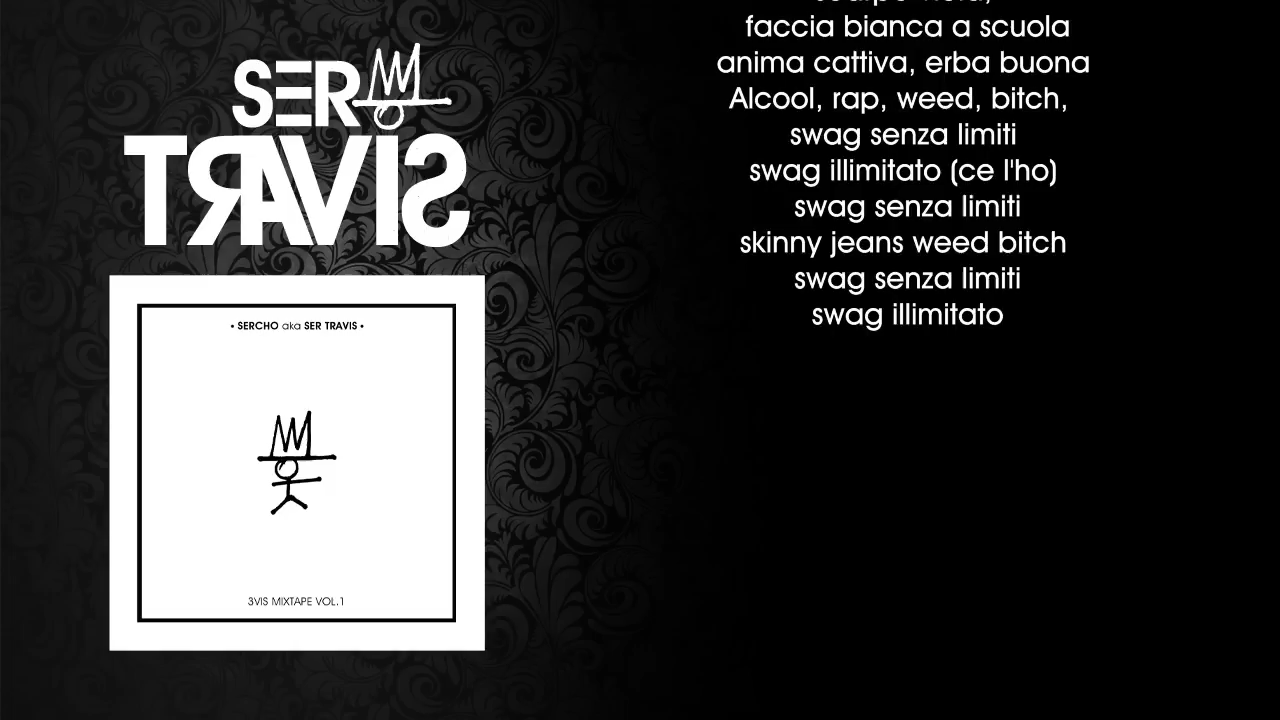 SER
TRAVIS
• SERCHO aka SER TRAVIS •
3VIS MIXTAPE VOL.1
faccia bianca a scuola
anima cattiva, erba buona
Alcool, rap, weed, bitch,
swag senza limiti
swag illimitato (ce l'ho)
swag senza limiti
skinny jeans weed bitch
swag senza limiti
swag illimitato